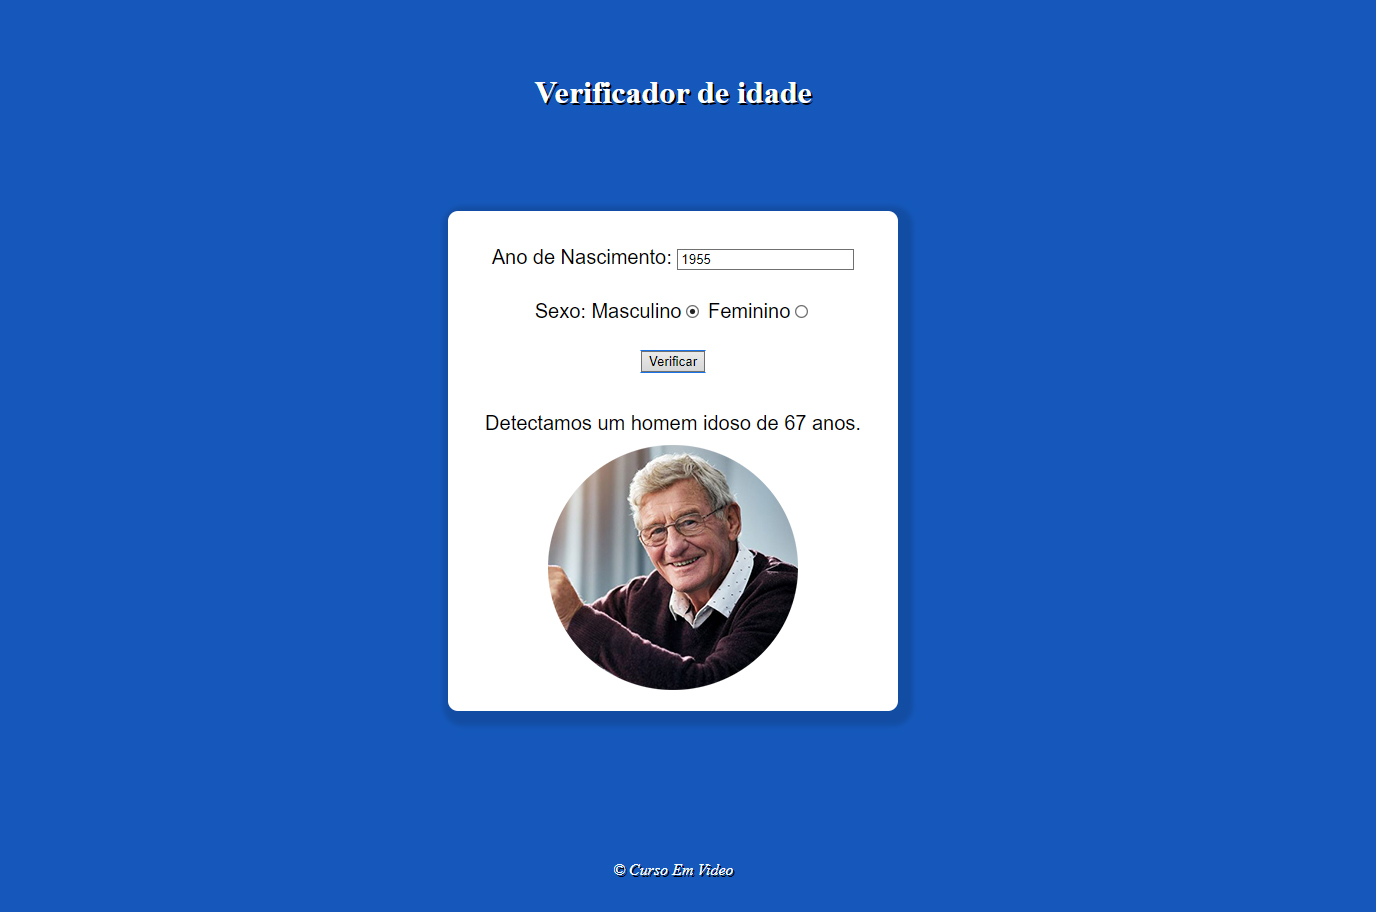 Verificador de idade
Ano de Nascimento: 1955
Sexo: Masculino Feminino
Verificar
Detectamos um homem idoso de 67 anos.
© Curso Em Video